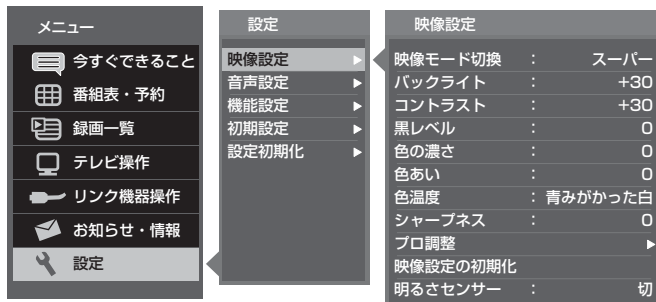 メニュー
今すぐできること
番組表・予約
録画一覧
テレビ操作
リンク機器操作
お知らせ・情報
設定
設定
映像設定
音声設定
機能設定
初期設定
設定初期化
映像設定
映像モード切換 : スーパー
バックライト : +30
コントラスト : +30
黒レベル : 0
色の濃さ : 0
色あい : 0
色温度 : 青みがかった白
シャープネス : 0
プロ調整
映像設定の初期化
明るさセンサー : 切